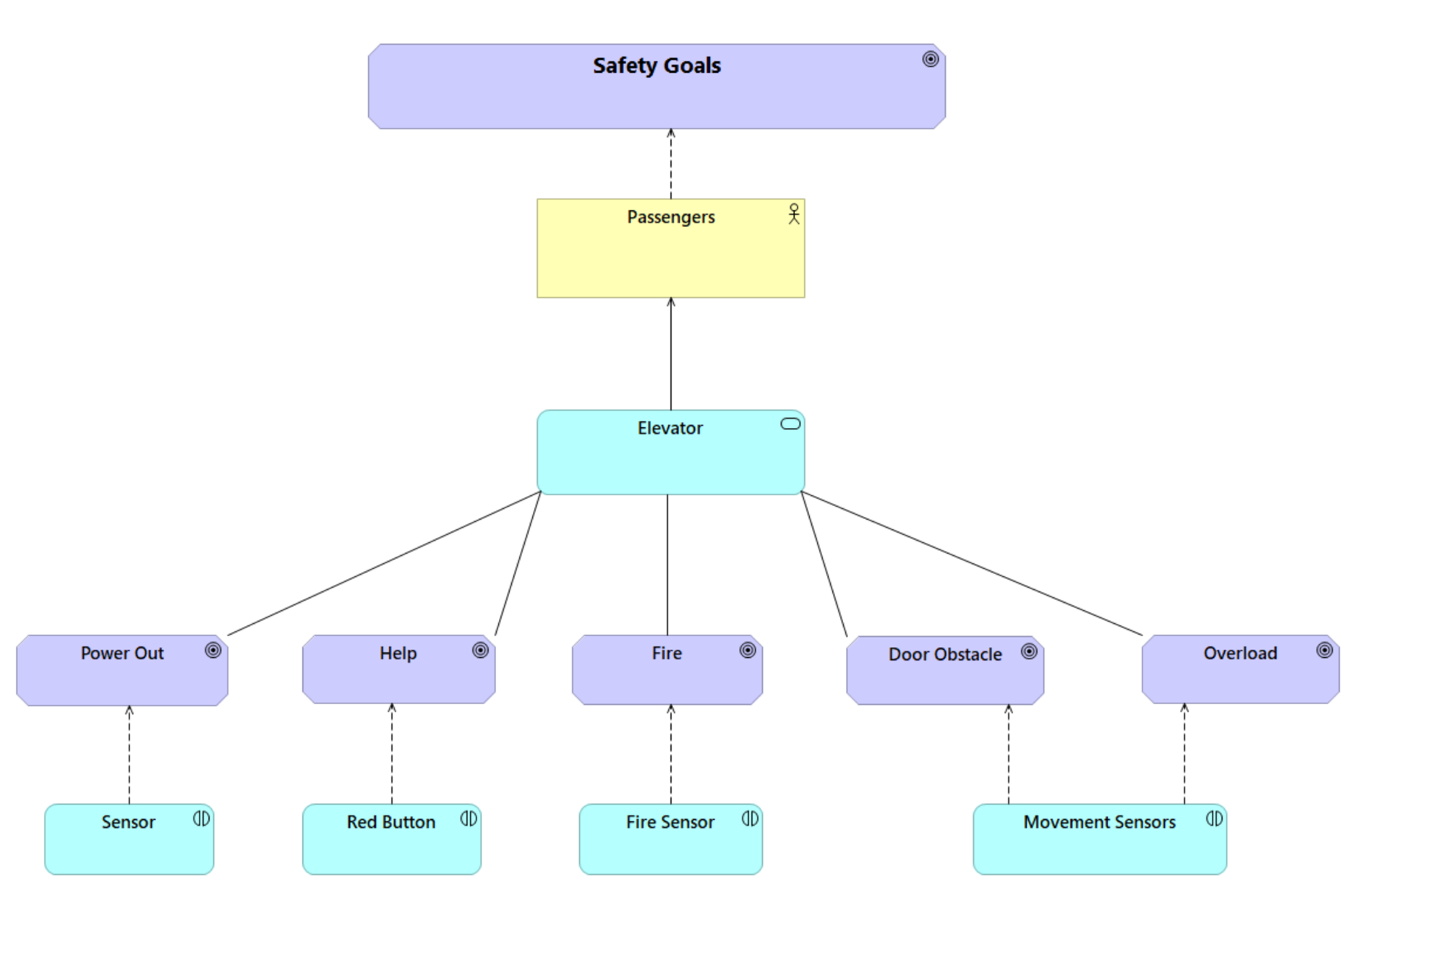 Safety Goals
Passengers
Elevator
Power Out
Help
Fire
Door Obstacle
Overload
Sensor
Red Button
Fire Sensor
Movement Sensors